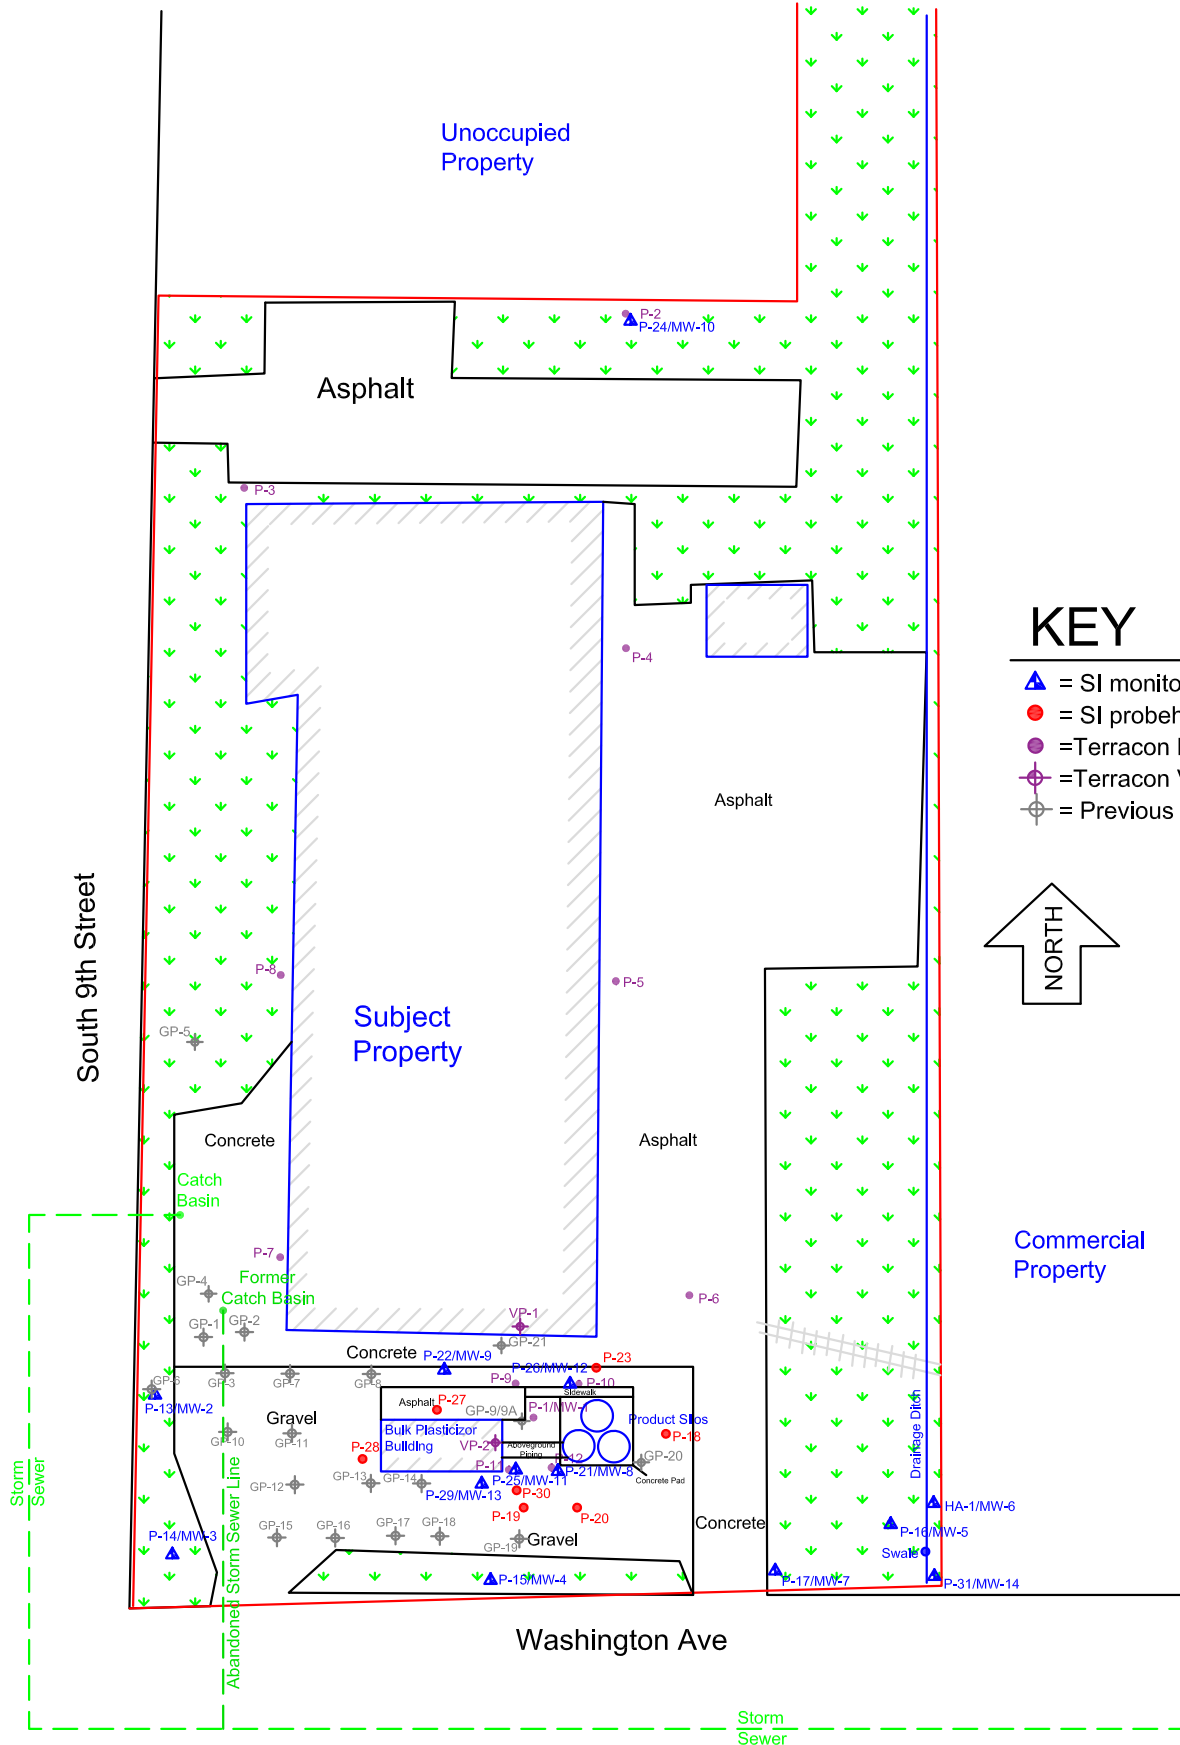 Unoccupied
Property
P-2
P-24/MW-10
Asphalt
P-3
KEY
P-4
= SI monito
= SI probeh
=Terracon
=Terracon
= Previous
Asphalt
NORTH
South 9th Street
P-8
P-5
Subject
Property
GP-5
Concrete
Asphalt
Catch
Basin
Commercial
Property
P-7
Former
Catch Basin
GP-4
P-6
VP-1
GP-1
GP-2
GP-21
Concrete
P-22/MW-9
P-26/MW-12
P-23
GP-6
GP-3
GP-7
GP-8
P-9
P-10
Sidewalk
P-13/MW-2
Asphalt
P-27
GP-9/9A
P-1/MW-1
Product Silos
P-18
Gravel
Bulk Plasticizor
Building
VP-2
Aboveground
Piping
GP-10
GP-11
P-28
P-12
P-11
P-21/MW-8
GP-20
Concrete Pad
Drainage Ditch
GP-12
GP-13
GP-14
P-25/MW-11
P-29/MW-13
P-30
Storm
Sewer
P-19
P-20
HA-1/MW-6
P-16/MW-5
Concrete
P-14/MW-3
GP-15
GP-16
GP-17
GP-18
GP-19
Gravel
Swale
P-15/MW-4
P-17/MW-7
P-31/MW-14
Abandoned Storm Sewer Line
Washington Ave
Storm
Sewer